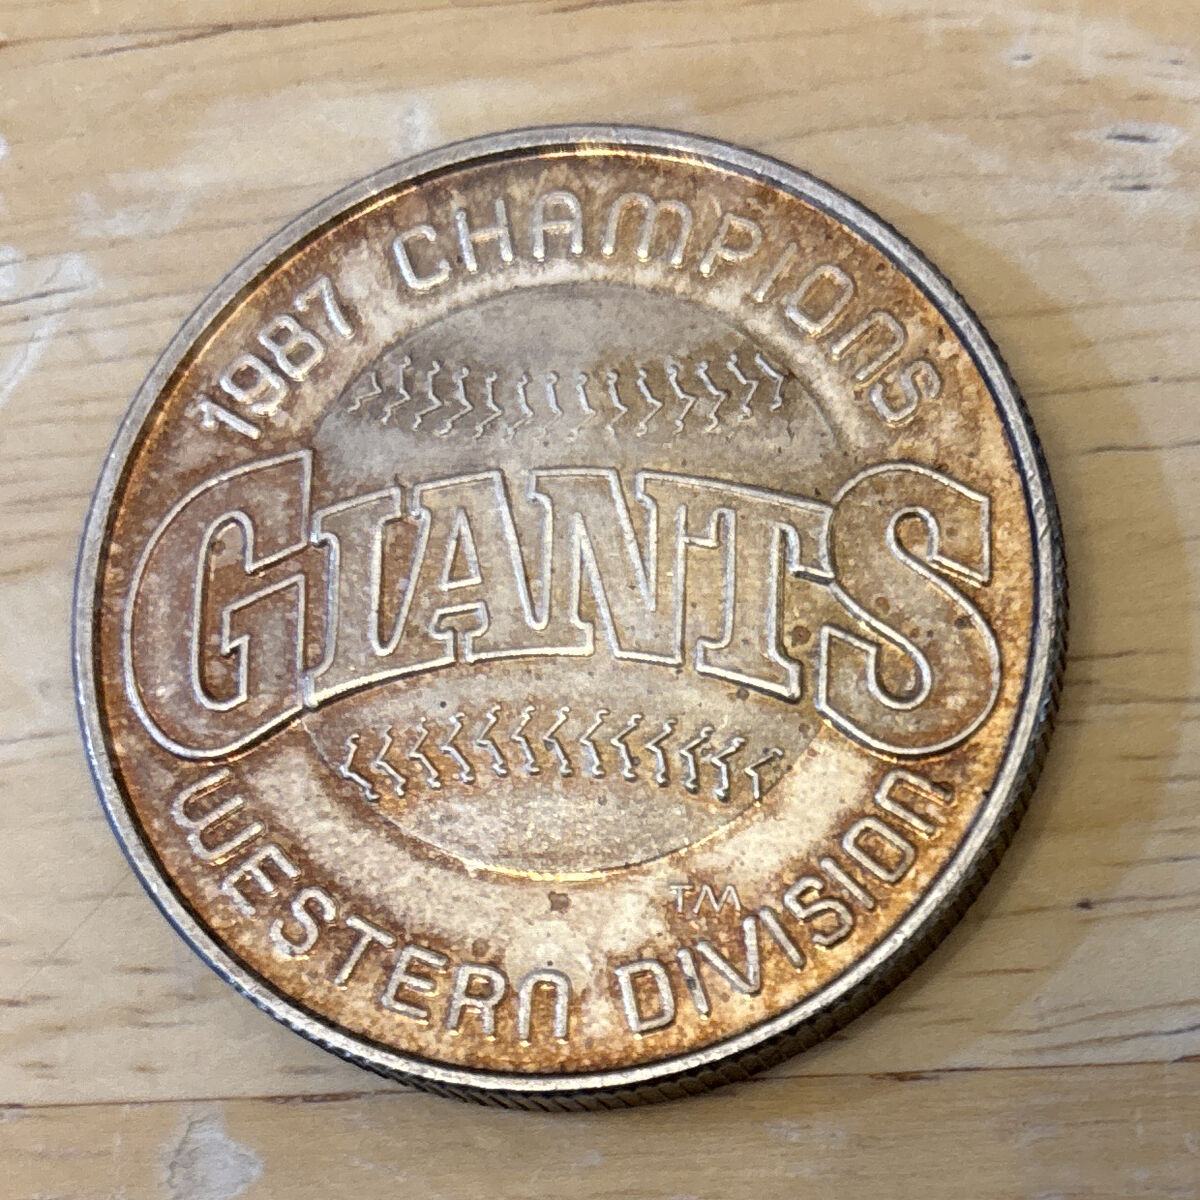 1987 CHAMPIONS
GIANTS
TM
WESTERN DIVISION